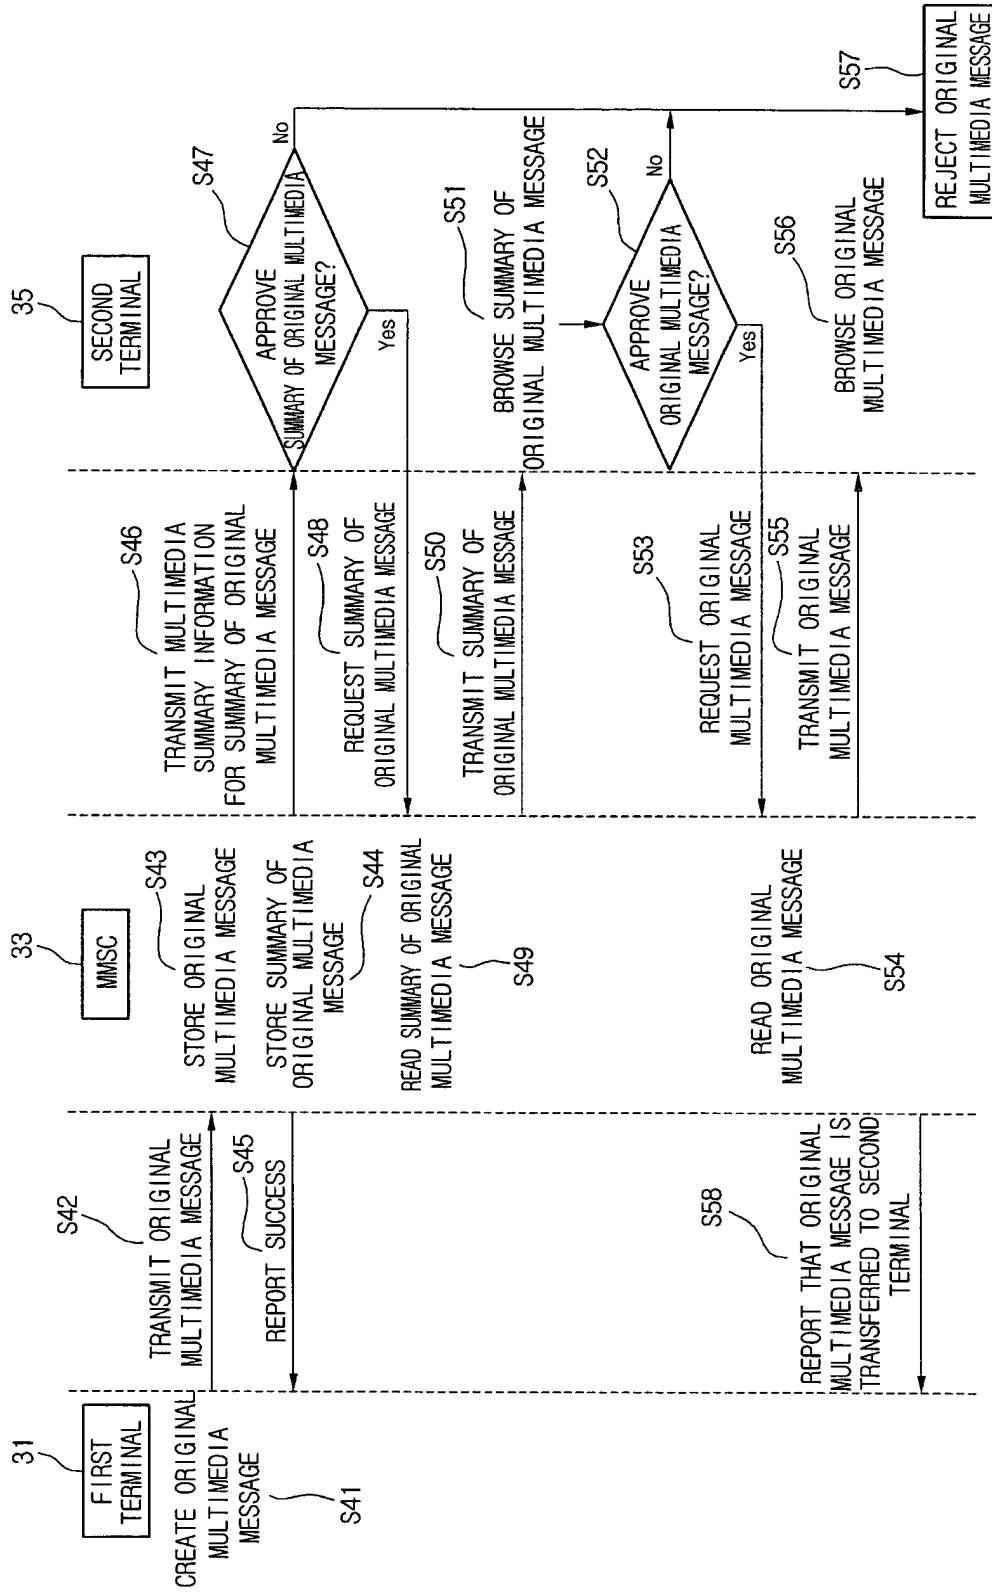 31
FIRST
TERMINAL
CREATE ORIGINAL
MULTIMEDIA
MESSAGE
S41
S42
TRANSMIT ORIGINAL
MULTIMEDIA MESSAGE
S45
REPORT SUCCESS
S58
REPORT THAT ORIGINAL
MULTIMEDIA MESSAGE IS
TRANSFERRED TO SECOND
TERMINAL
33
MMSC
S43
STORE ORIGINAL
MULTIMEDIA MESSAGE
STORE SUMMARY OF
ORIGINAL MULTIMEDIA
MESSAGE
S44
READ SUMMARY OF ORIGINAL
MULTIMEDIA MESSAGE
S49
READ ORIGINAL
MULTIMEDIA MESSAGE
S54
S46
TRANSMIT MULTIMEDIA
SUMMARY INFORMATION
FOR SUMMARY OF ORIGINAL
MULTIMEDIA MESSAGE
S48
REQUEST SUMMARY OF
ORIGINAL MULTIMEDIA MESSAGE
S50
TRANSMIT SUMMARY OF
ORIGINAL MULTIMEDIA MESSAGE
S53
REQUEST ORIGINAL
MULTIMEDIA MESSAGE
S55
TRANSMIT ORIGINAL
MULTIMEDIA MESSAGE
35
SECOND
TERMINAL
S47
APPROVE
SUMMARY OF ORIGINAL MULTIMEDIA
MESSAGE?
No
Yes
S51
BROWSE SUMMARY OF
ORIGINAL MULTIMEDIA MESSAGE
S52
APPROVE
ORIGINAL MULTIMEDIA
MESSAGE?
No
Yes
S56
BROWSE ORIGINAL
MULTIMEDIA MESSAGE
S57
REJECT ORIGINAL
MULTIMEDIA MESSAGE